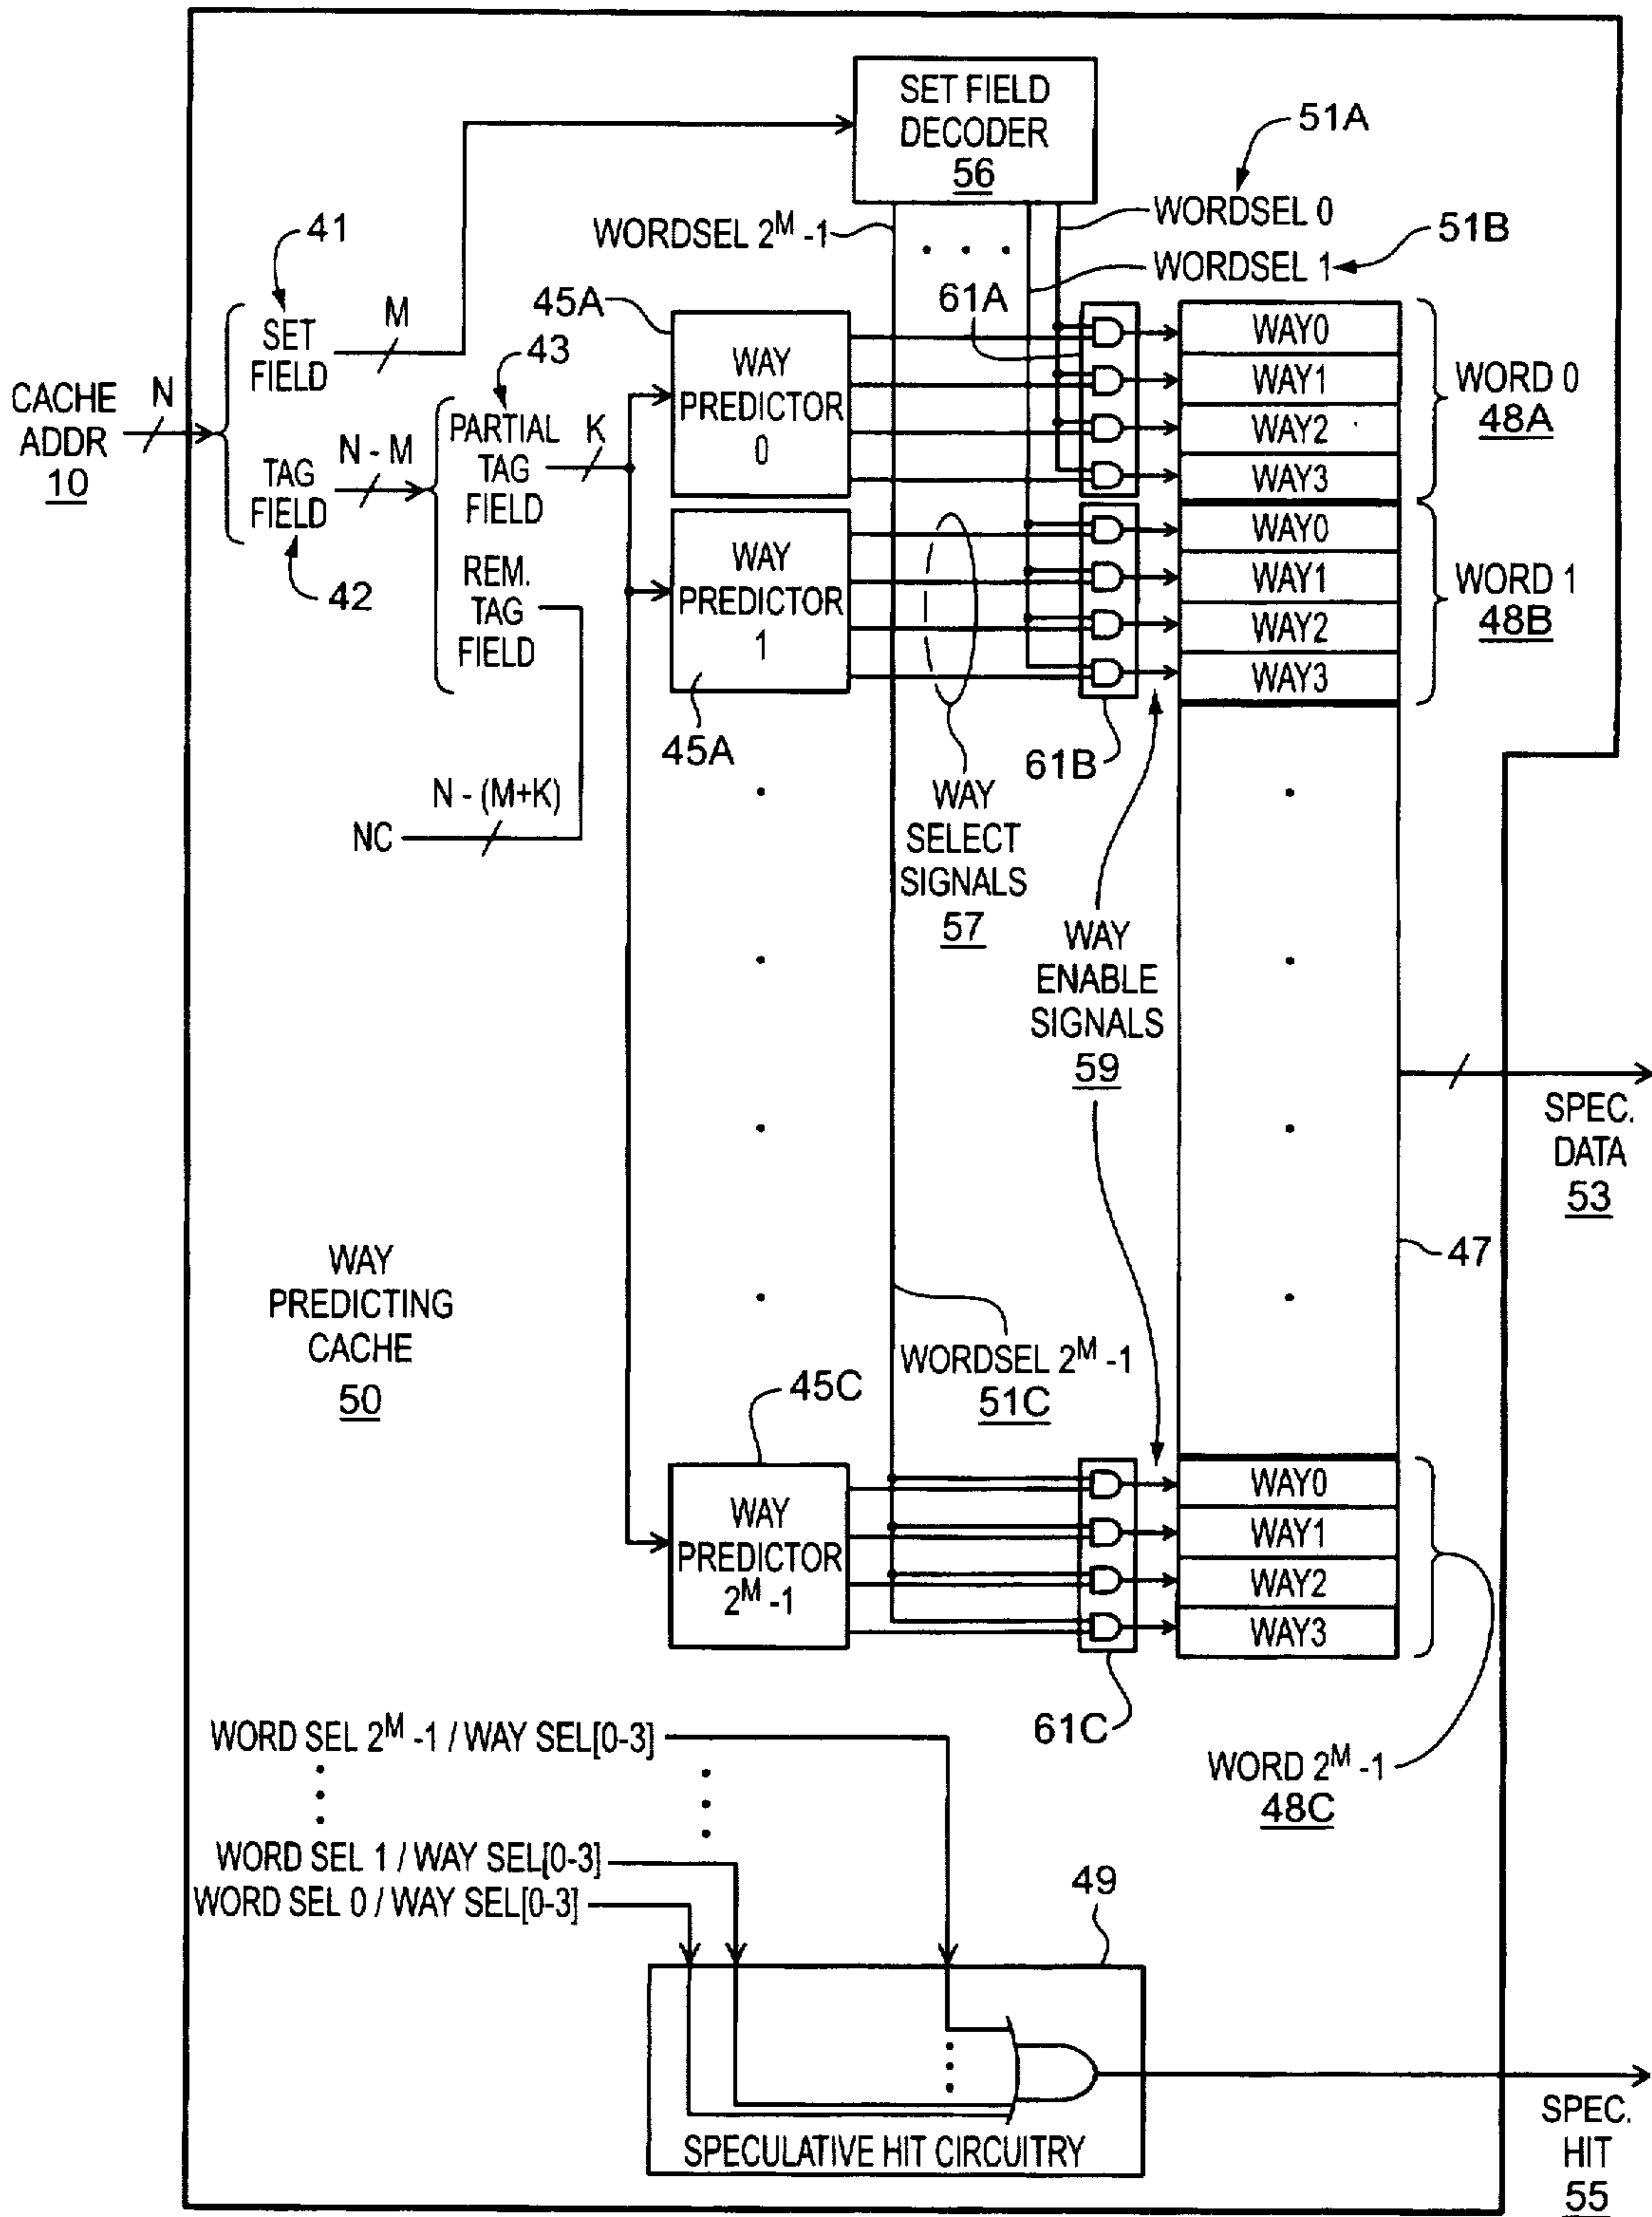 SET FIELD
DECODER
56
51A
WORDSEL 2ᴹ -1
WORDSEL 0
51B
WORDSEL 1
41
SET
FIELD
M
CACHE
ADDR
10
N
TAG
FIELD
42
N - M
43
PARTIAL
TAG
FIELD
K
REM.
TAG
FIELD
N - (M+K)
NC
45A
WAY
PREDICTOR
0
WAY
PREDICTOR
1
45A
61A
61B
WAY0
WAY1
WAY2
WAY3
WORD 0
48A
WAY0
WAY1
WAY2
WAY3
WORD 1
48B
WAY
SELECT
SIGNALS
57
WAY
ENABLE
SIGNALS
59
SPEC.
DATA
53
47
WAY
PREDICTING
CACHE
50
WORDSEL 2ᴹ -1
51C
45C
WAY
PREDICTOR
2ᴹ -1
WAY0
WAY1
WAY2
WAY3
61C
WORD 2ᴹ -1
48C
WORD SEL 2ᴹ -1 / WAY SEL[0-3]
WORD SEL 1 / WAY SEL[0-3]
WORD SEL 0 / WAY SEL[0-3]
49
SPECULATIVE HIT CIRCUITRY
SPEC.
HIT
55